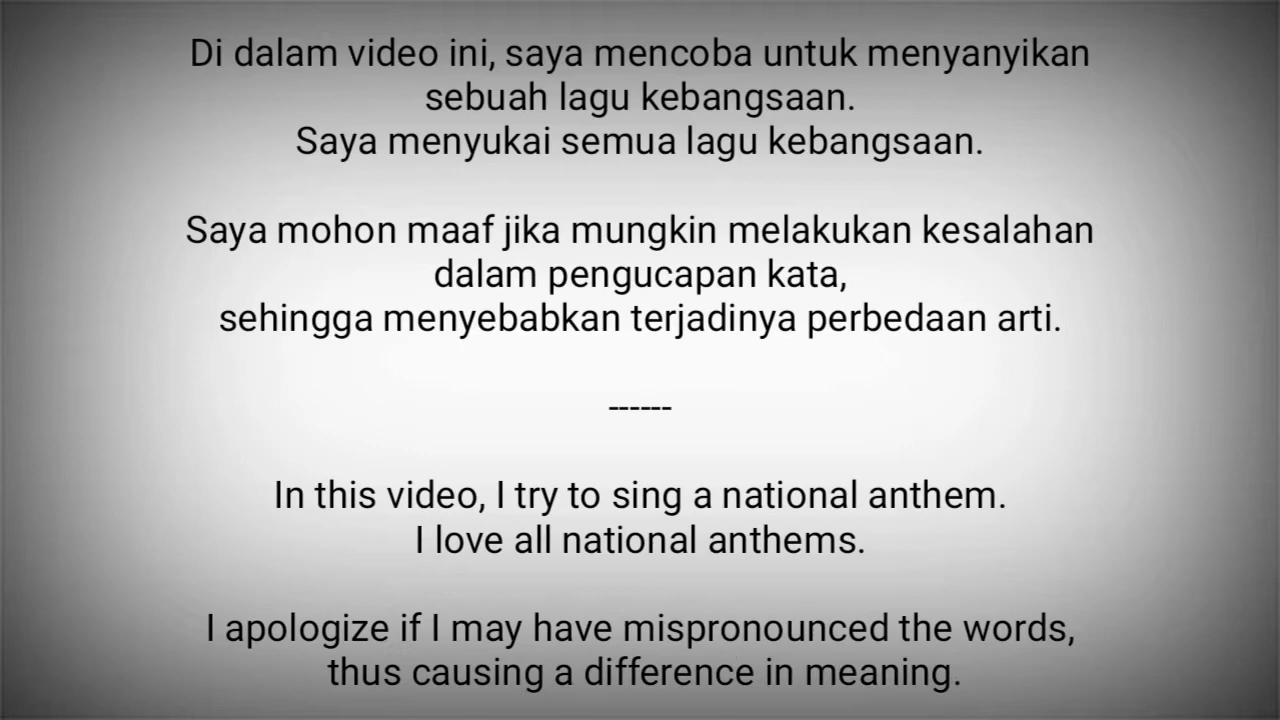 Di dalam video ini, saya mencoba untuk menyanyikan
sebuah lagu kebangsaan.
Saya menyukai semua lagu kebangsaan.
Saya mohon maaf jika mungkin melakukan kesalahan
dalam pengucapan kata,
sehingga menyebabkan terjadinya perbedaan arti.
------
In this video, I try to sing a national anthem.
I love all national anthems.
I apologize if I may have mispronounced the words,
thus causing a difference in meaning.